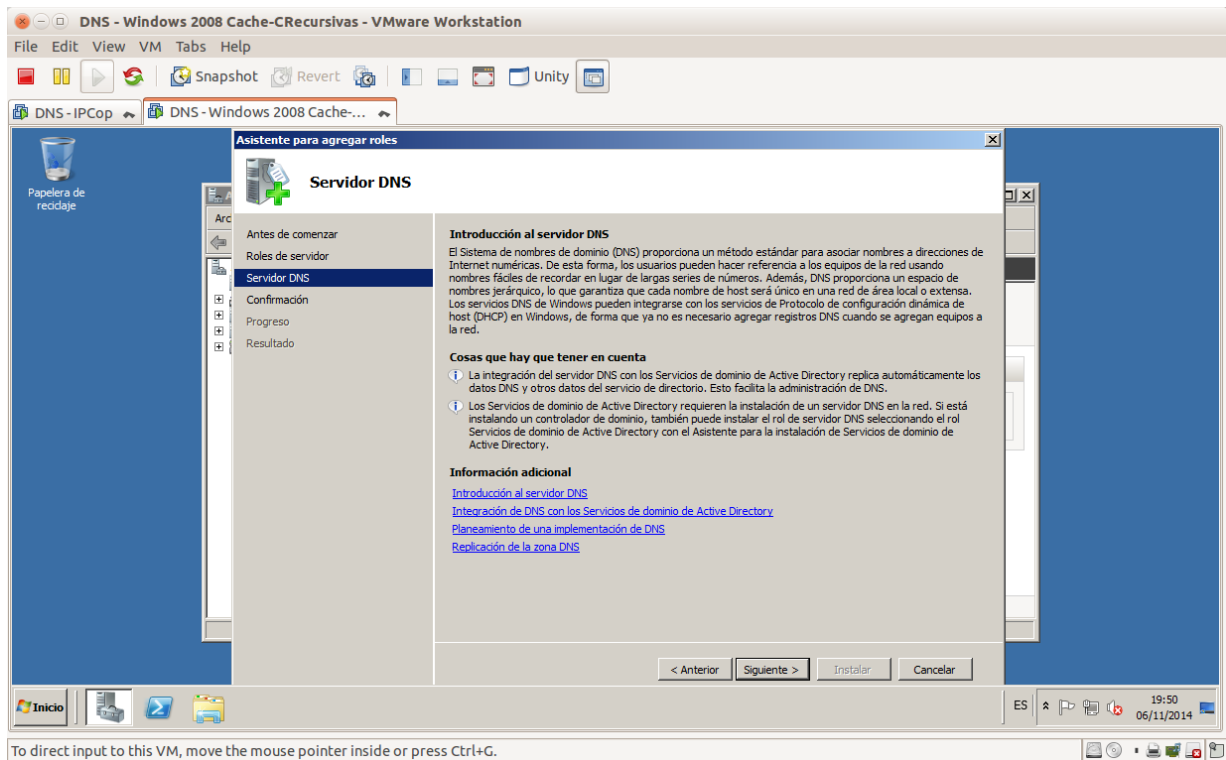 DNS - Windows 2008 Cache-CRecursivas - VMware Workstation
File Edit View VM Tabs Help
Snapshot Revert Unity
DNS - IPCop DNS - Windows 2008 Cache-...
Papelera de
reciclaje
Asistente para agregar roles
Servidor DNS
Arc
Antes de comenzar
Roles de servidor
Servidor DNS
Confirmación
Progreso
Resultado
Introducción al servidor DNS
El Sistema de nombres de dominio (DNS) proporciona un método estándar para asociar nombres a direcciones de
Internet numéricas. De esta forma, los usuarios pueden hacer referencia a los equipos de la red usando
nombres fáciles de recordar en lugar de largas series de números. Además, DNS proporciona un espacio de
nombres jerárquico, lo que garantiza que cada nombre de host será único en una red de área local o extensa.
Los servicios DNS de Windows pueden integrarse con los servicios de Protocolo de configuración dinámica de
host (DHCP) en Windows, de forma que ya no es necesario agregar registros DNS cuando se agregan equipos a
la red.
Cosas que hay que tener en cuenta
La integración del servidor DNS con los Servicios de dominio de Active Directory replica automáticamente los
datos DNS y otros datos del servicio de directorio. Esto facilita la administración de DNS.
Los Servicios de dominio de Active Directory requieren la instalación de un servidor DNS en la red. Si está
instalando un controlador de dominio, también puede instalar el rol de servidor DNS seleccionando el rol
Servicios de dominio de Active Directory con el Asistente para la instalación de Servicios de dominio de
Active Directory.
Información adicional
Introducción al servidor DNS
Integración de DNS con los Servicios de dominio de Active Directory
Planeamiento de una implementación de DNS
Replicación de la zona DNS
< Anterior Siguiente > Instalar Cancelar
Inicio
ES
19:50
06/11/2014
To direct input to this VM, move the mouse pointer inside or press Ctrl+G.